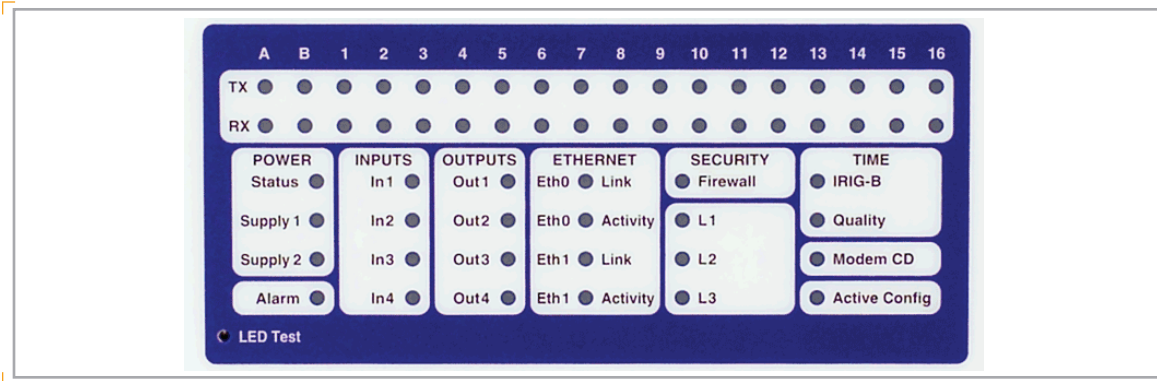 A B 1 2 3 4 5 6 7 8 9 10 11 12 13 14 15 16
TX
RX
POWER
Status
Supply 1
Supply 2
Alarm
INPUTS
In1
In2
In3
In4
OUTPUTS
Out1
Out2
Out3
Out4
ETHERNET
Eth0 Link
Eth0 Activity
Eth1 Link
Eth1 Activity
SECURITY
Firewall
L1
L2
L3
TIME
IRIG-B
Quality
Modem CD
Active Config
LED Test